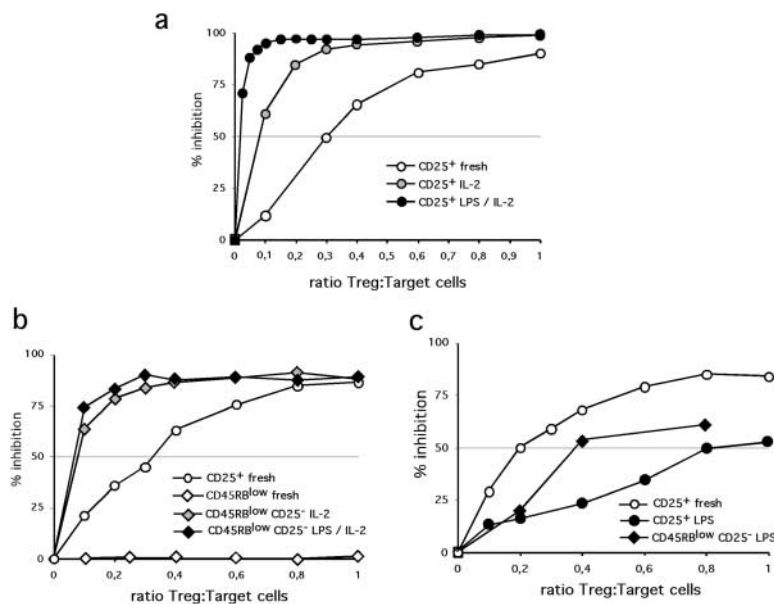 a
100
75
50
25
0
% inhibition
CD25+ fresh
CD25+ IL-2
CD25+ LPS / IL-2
0 0,1 0,2 0,3 0,4 0,5 0,6 0,7 0,8 0,9 1
ratio Treg:Target cells
b
100
75
50
25
0
% inhibition
CD25+ fresh
CD45RBlow fresh
CD45RBlow CD25- IL-2
CD45RBlow CD25- LPS / IL-2
0 0,2 0,4 0,6 0,8 1
ratio Treg:Target cells
c
100
75
50
25
0
% inhibition
CD25+ fresh
CD25+ LPS
CD45RBlow CD25- LPS
0 0,2 0,4 0,6 0,8 1
ratio Treg:Target cells